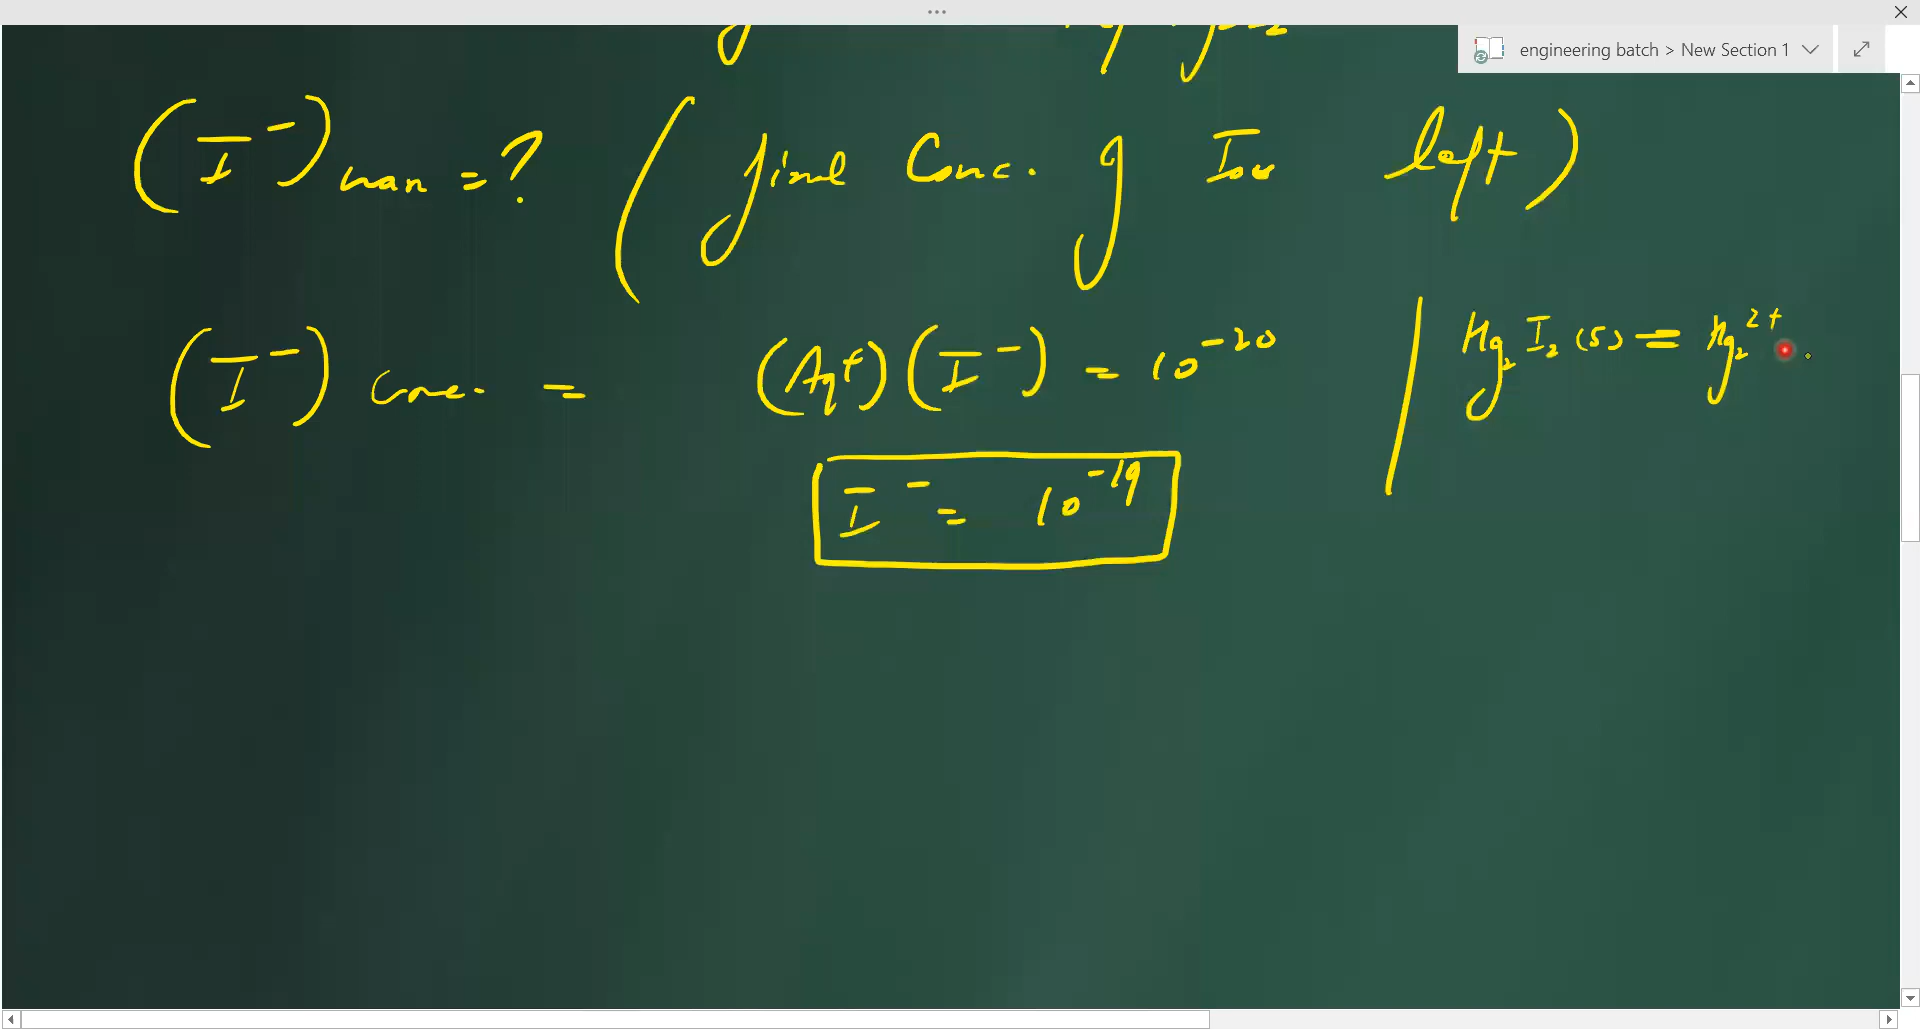 engineering batch > New Section 1
(I⁻) max = ? ( final Conc. of Ion left )
(I⁻) conc. = (Ag⁺)(I⁻) = 10⁻²⁰
I⁻ = 10⁻¹⁹
Hg₂I₂(s) = Hg₂²⁺